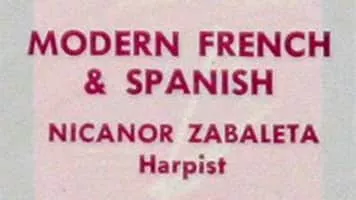 MODERN FRENCH
& SPANISH
NICANOR ZABALETA
Harpist